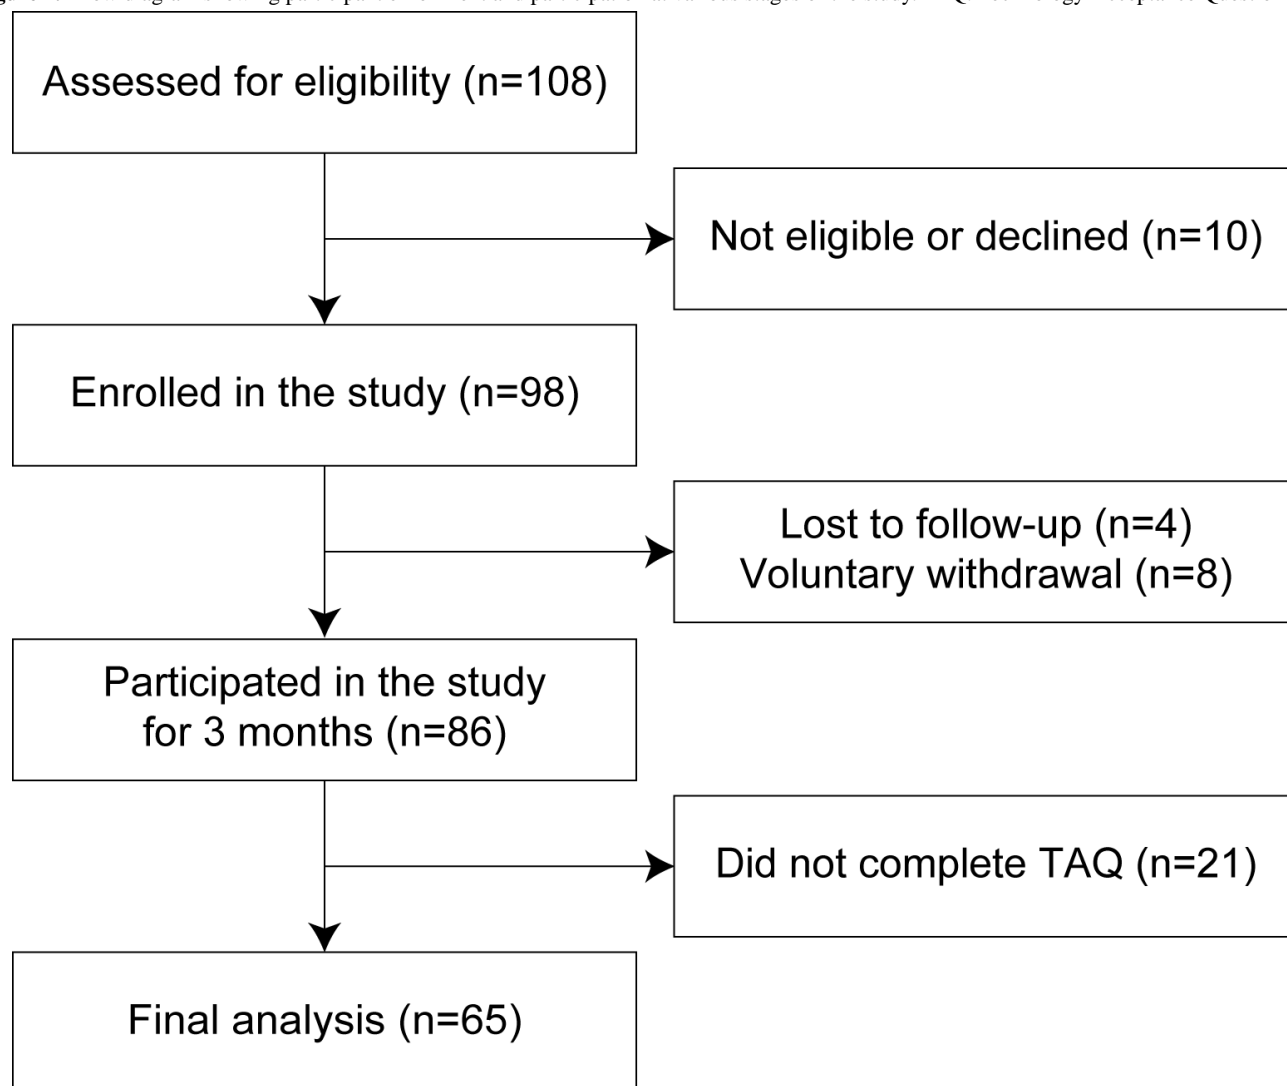 Assessed for eligibility (n=108)
Not eligible or declined (n=10)
Enrolled in the study (n=98)
Lost to follow-up (n=4)
Voluntary withdrawal (n=8)
Participated in the study
for 3 months (n=86)
Did not complete TAQ (n=21)
Final analysis (n=65)